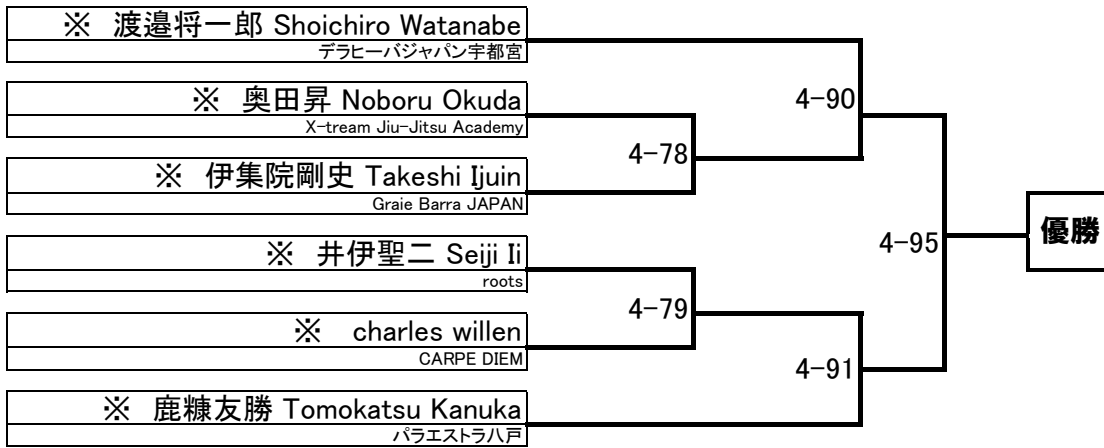 ※ 渡邉将一郎 Shoichiro Watanabe
デラヒーバジャパン宇都宮
※ 奥田昇 Noboru Okuda
X-tream Jiu-Jitsu Academy
※ 伊集院剛史 Takeshi Ijuin
Graie Barra JAPAN
※ 井伊聖二 Seiji Ii
roots
※ charles willen
CARPE DIEM
※ 鹿糠友勝 Tomokatsu Kanuka
パラエストラ八戸
4-78
4-79
4-90
4-91
4-95
優勝